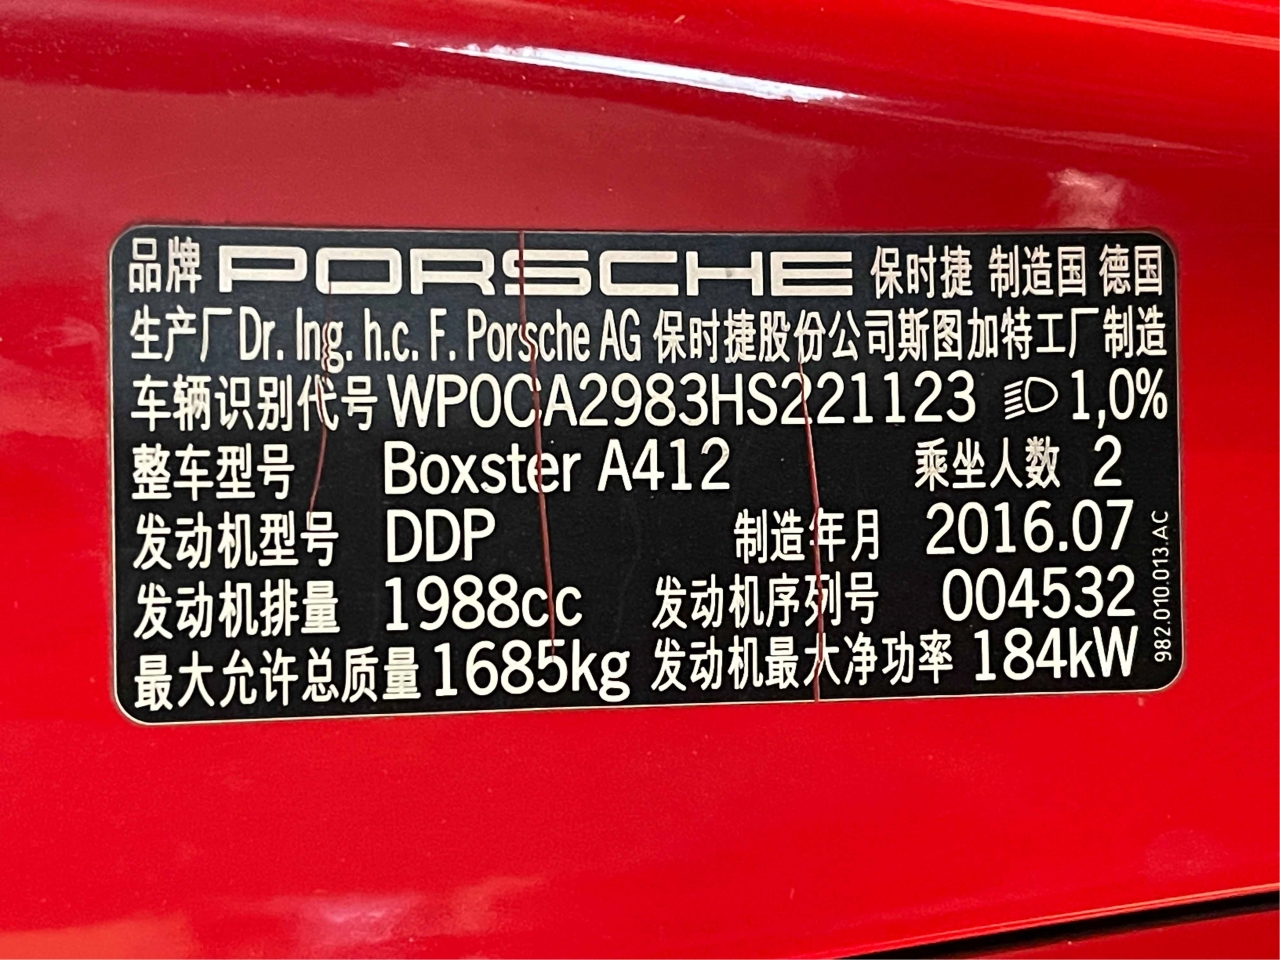 品牌 PORSCHE 保时捷 制造国 德国
生产厂 Dr. Ing. h.c. F. Porsche AG 保时捷股份公司斯图加特工厂制造
车辆识别代号 WP0CA2983HS221123 1,0%
整车型号 Boxster A412 乘坐人数 2
发动机型号 DDP 制造年月 2016.07
发动机排量 1988cc 发动机序列号 004532
最大允许总质量 1685kg 发动机最大净功率 184kW
982.010.013.AC